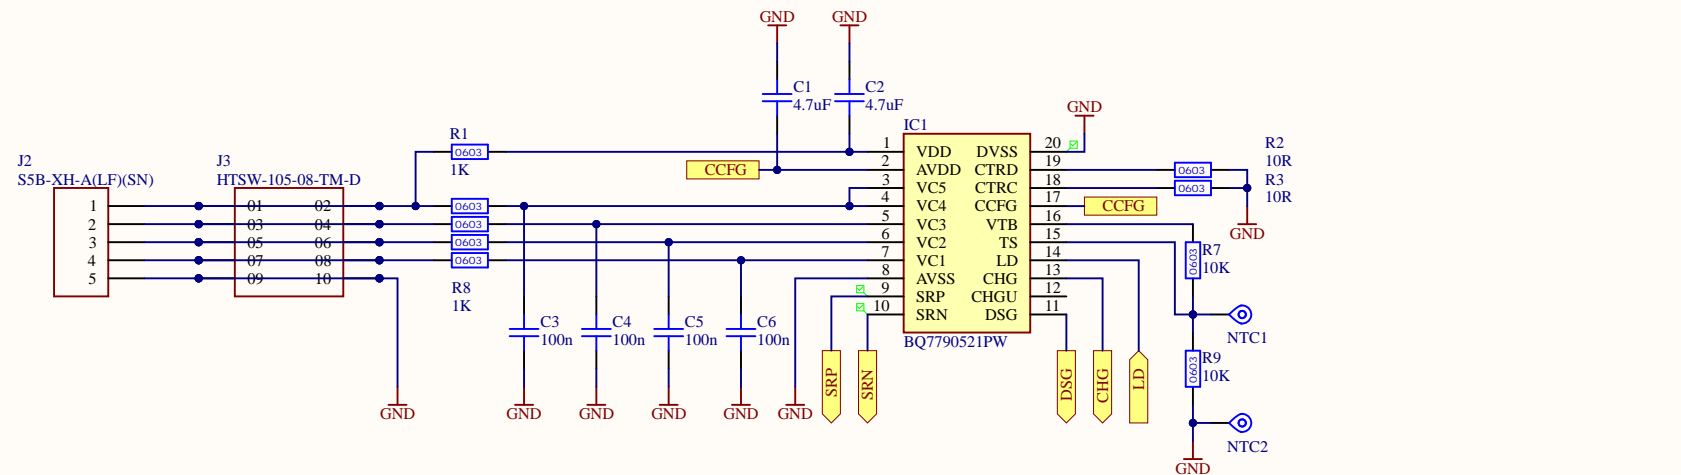 GND GND
C1 C2
4.7uF 4.7uF
GND
IC1
R1
0603
1K
1 VDD DVSS 20
R2
10R
CCFG
2 AVDD CTRD 19
0603
J2
S5B-XH-A(LF)(SN)
J3
HTSW-105-08-TM-D
3 VC5 CTRC 18
0603
R3
10R
1 01 02 0603 4 VC4 CCFG 17 CCFG
2 03 04 0603 5 VC3 VTB 16
GND
3 05 06 0603 6 VC2 TS 15
4 07 08 0603 7 VC1 LD 14
0603
R7
10K
5 09 10 8 AVSS CHG 13
R8
1K
9 SRP CHGU 12
10 SRN DSG 11
C3 C4 C5 C6
100n 100n 100n 100n
BQ7790521PW
NTC1
0603
R9
10K
SRP SRN DSG CHG LD
GND GND GND GND GND GND
NTC2
GND